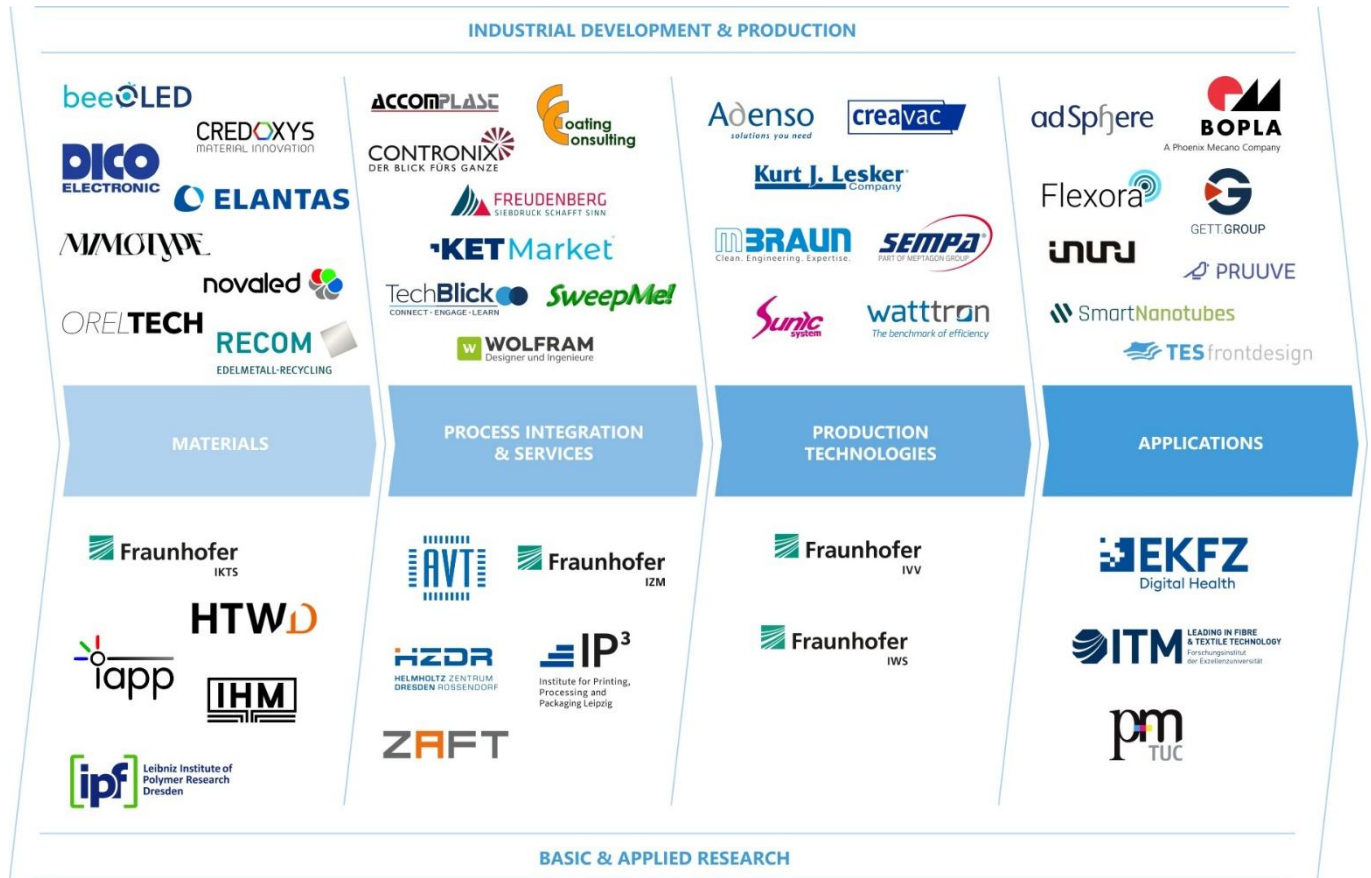 INDUSTRIAL DEVELOPMENT & PRODUCTION
beeOLED
CREDOXYS
MATERIAL INNOVATION
DICO
ELECTRONIC
ELANTAS
MIMOTYPE
novaled
ORELTECH
RECOM
EDELMETALL-RECYCLING
ACCOMPLAST
Coating
Consulting
CONTRONIX
DER BLICK FÜRS GANZE
FREUDENBERG
SIEBDRUCK SCHAFFT SINN
KETMarket
TechBlick
CONNECT - ENGAGE - LEARN
SweepMe!
W WOLFRAM
Designer und Ingenieure
Adenso
solutions you need
creavac
Kurt J. Lesker
Company
MBRAUN
Clean. Engineering. Expertise.
SEMPA®
PART OF MEPTAGON GROUP
Sunic
system
watttron
The benchmark of efficiency
adSphere
BOPLA
A Phoenix Mecano Company
Flexora
G
GETT.GROUP
inuru
PRUUVE
SmartNanotubes
TESfrontdesign
MATERIALS
PROCESS INTEGRATION
& SERVICES
PRODUCTION
TECHNOLOGIES
APPLICATIONS
Fraunhofer
IKTS
HTWD
iapp
IHM
ipf
Leibniz Institute of
Polymer Research
Dresden
AVT
Fraunhofer
IZM
HZDR
HELMHOLTZ ZENTRUM
DRESDEN ROSSENDORF
IP³
Institute for Printing,
Processing and
Packaging Leipzig
ZAFT
Fraunhofer
IVV
Fraunhofer
IWS
EKFZ
Digital Health
ITM
LEADING IN FIBRE
& TEXTILE TECHNOLOGY
Forschungsinstitut
der Exzellenzuniversität
pm
TUC
BASIC & APPLIED RESEARCH